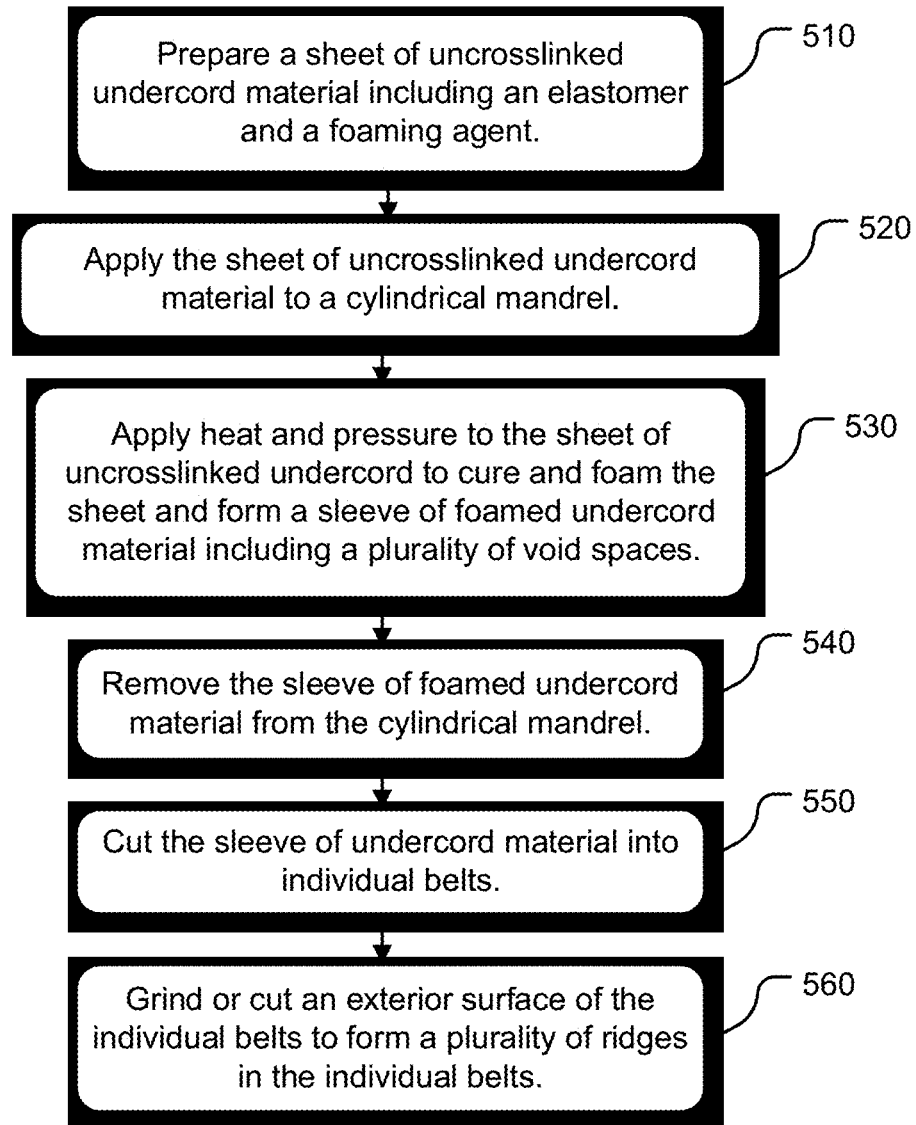 Prepare a sheet of uncrosslinked
undercord material including an elastomer
and a foaming agent.
510
Apply the sheet of uncrosslinked undercord
material to a cylindrical mandrel.
520
Apply heat and pressure to the sheet of
uncrosslinked undercord to cure and foam the
sheet and form a sleeve of foamed undercord
material including a plurality of void spaces.
530
Remove the sleeve of foamed undercord
material from the cylindrical mandrel.
540
Cut the sleeve of undercord material into
individual belts.
550
Grind or cut an exterior surface of the
individual belts to form a plurality of ridges
in the individual belts.
560